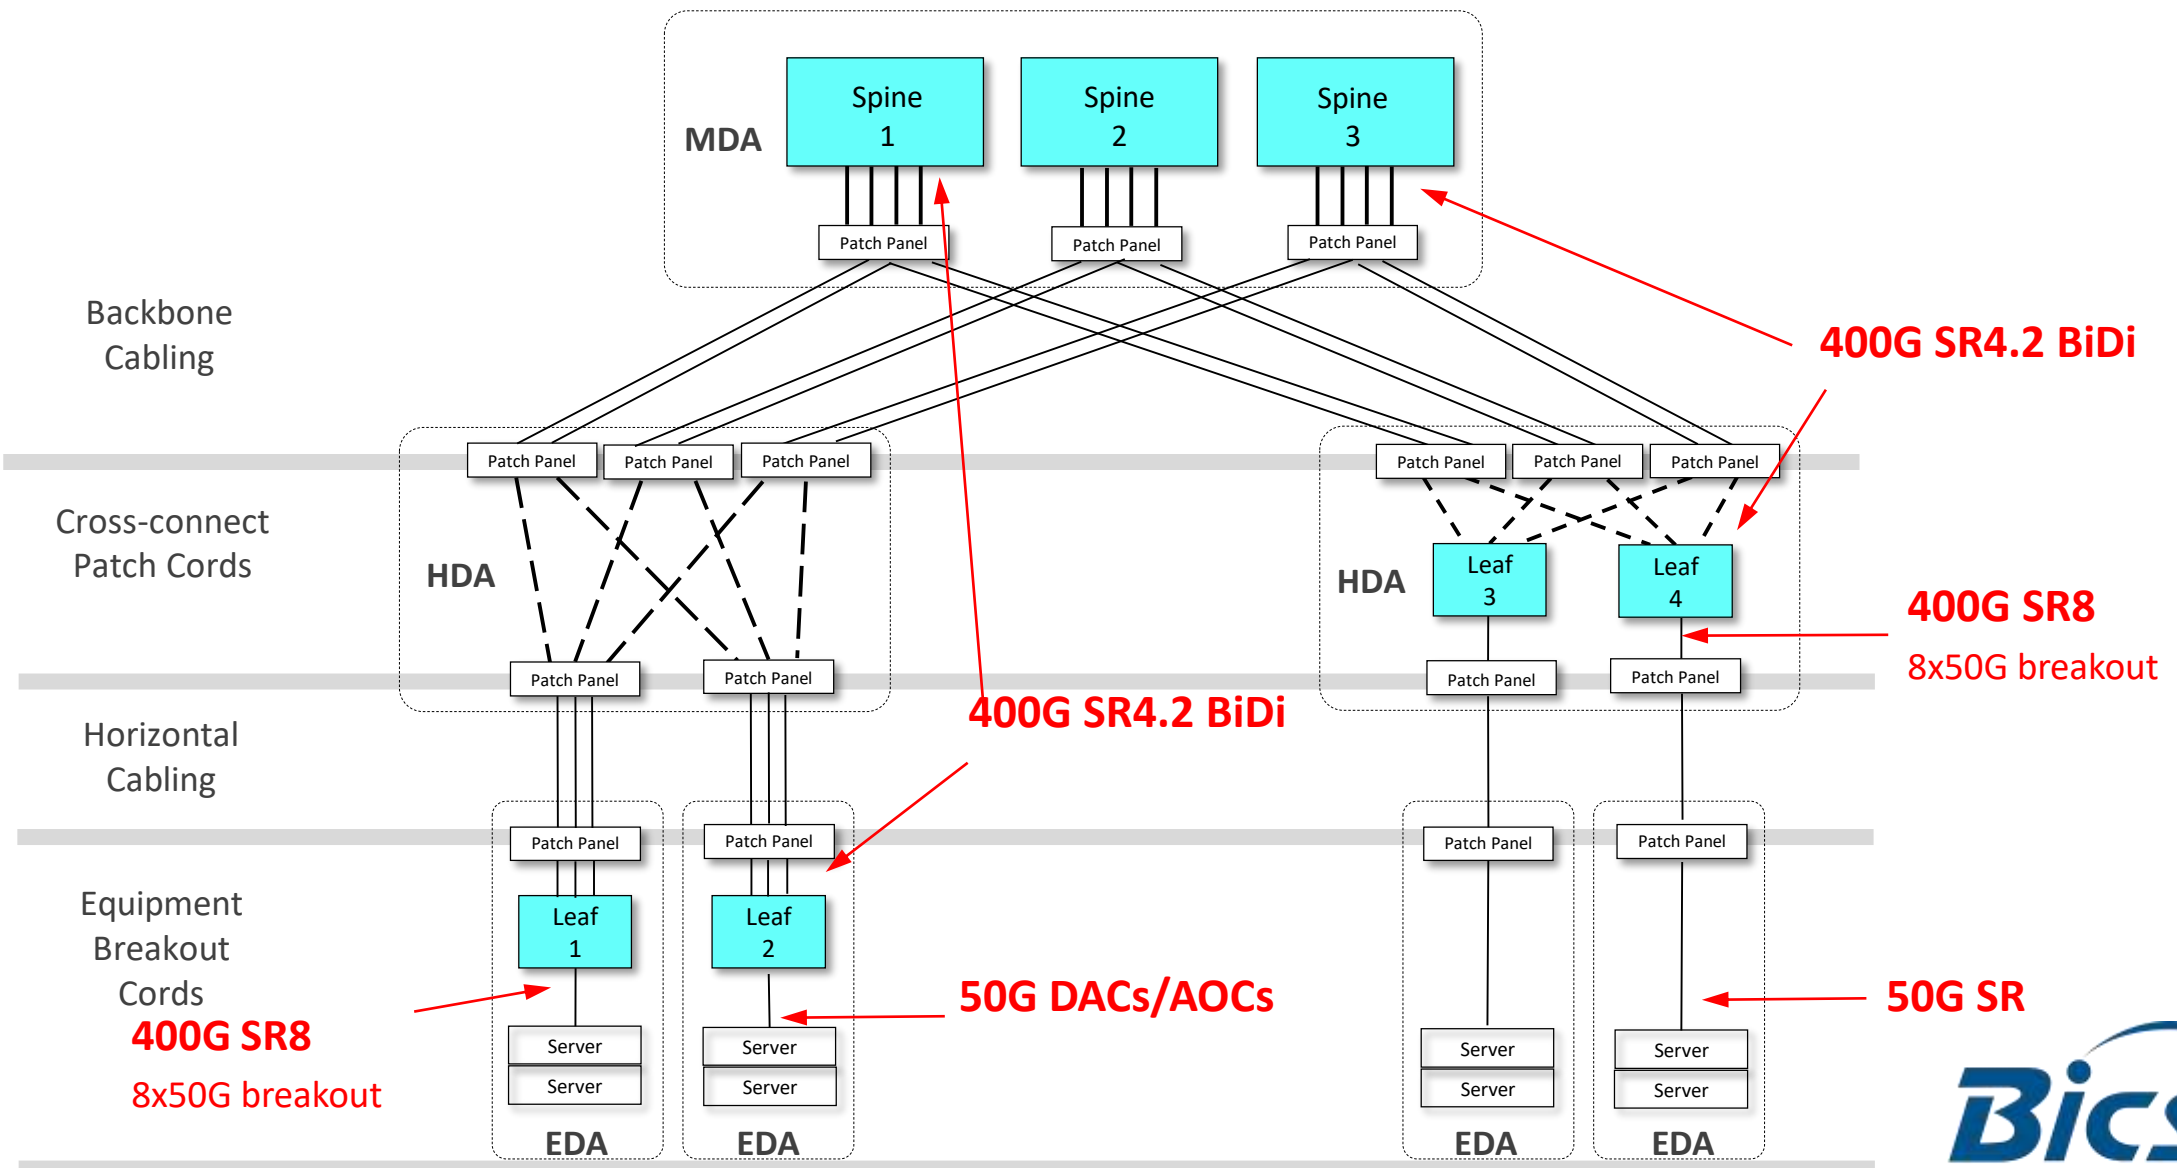 Spine
1
Spine
2
Spine
3
MDA
Patch Panel
Patch Panel
Patch Panel
Backbone
Cabling
400G SR4.2 BiDi
Patch Panel
Patch Panel
Patch Panel
Patch Panel
Patch Panel
Patch Panel
Cross-connect
Patch Cords
HDA
HDA
Leaf
3
Leaf
4
400G SR8
8x50G breakout
Patch Panel
Patch Panel
Patch Panel
Patch Panel
400G SR4.2 BiDi
Horizontal
Cabling
Patch Panel
Patch Panel
Patch Panel
Patch Panel
Equipment
Breakout
Cords
400G SR8
8x50G breakout
Leaf
1
Leaf
2
50G DACs/AOCs
50G SR
Server
Server
Server
Server
Server
Server
Server
Server
EDA
EDA
EDA
EDA
Bics